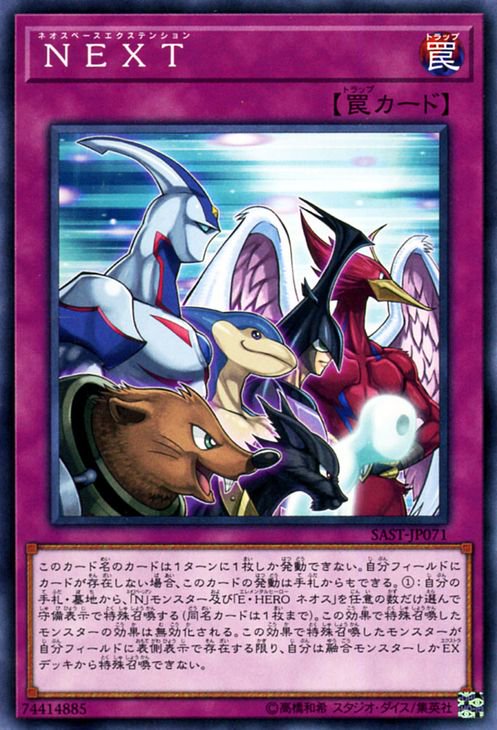 ネオスペースエクステンション
NEXT
トラップ
罠
トラップ
【罠カード】
SAST-JP071
このカード名のカードは１ターンに１枚しか発動できない。自分フィールドに
カードが存在しない場合、このカードの発動は手札からもできる。①：自分の
手札・墓地から、「N」モンスター及び「E・HERO ネオス」を任意の数だけ選んで
守備表示で特殊召喚する（同名カードは１枚まで）。この効果で特殊召喚した
モンスターの効果は無効化される。この効果で特殊召喚したモンスターが
自分フィールドに表側表示で存在する限り、自分は融合モンスターしかEX
デッキから特殊召喚できない。
74414885
©高橋和希 スタジオ・ダイス/集英社